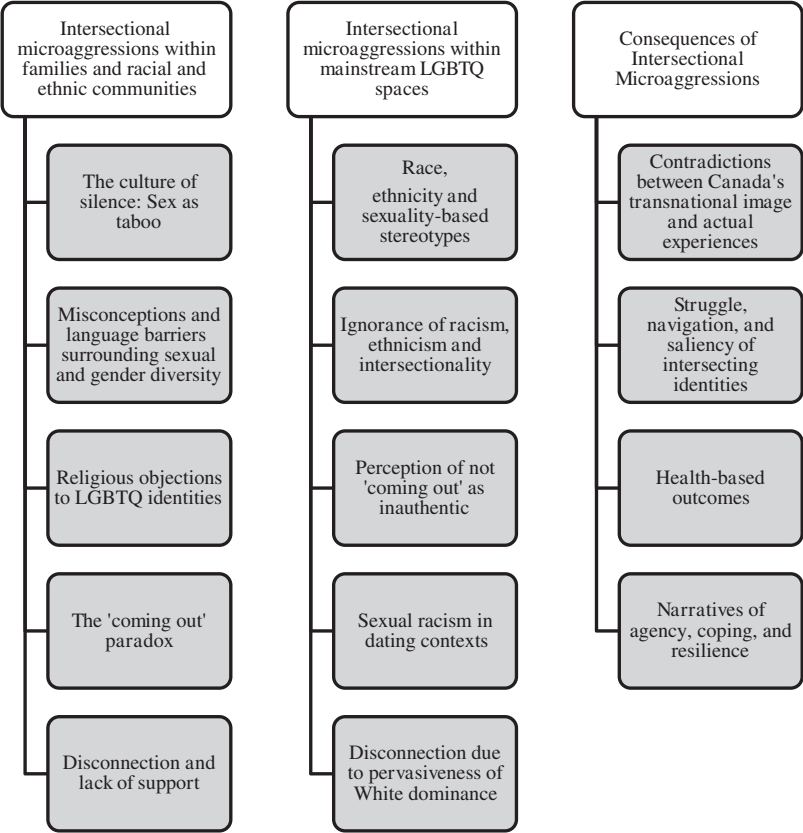 Intersectional
microaggressions within
families and racial and
ethnic communities
The culture of
silence: Sex as
taboo
Misconceptions and
language barriers
surrounding sexual
and gender diversity
Religious objections
to LGBTQ identities
The 'coming out'
paradox
Disconnection and
lack of support
Intersectional
microaggressions within
mainstream LGBTQ
spaces
Race,
ethnicity and
sexuality-based
stereotypes
Ignorance of racism,
ethnicism and
intersectionality
Perception of not
'coming out' as
inauthentic
Sexual racism in
dating contexts
Disconnection due
to pervasiveness of
White dominance
Consequences of
Intersectional
Microaggressions
Contradictions
between Canada's
transnational image
and actual
experiences
Struggle,
navigation, and
saliency of
intersecting
identities
Health-based
outcomes
Narratives of
agency, coping, and
resilience